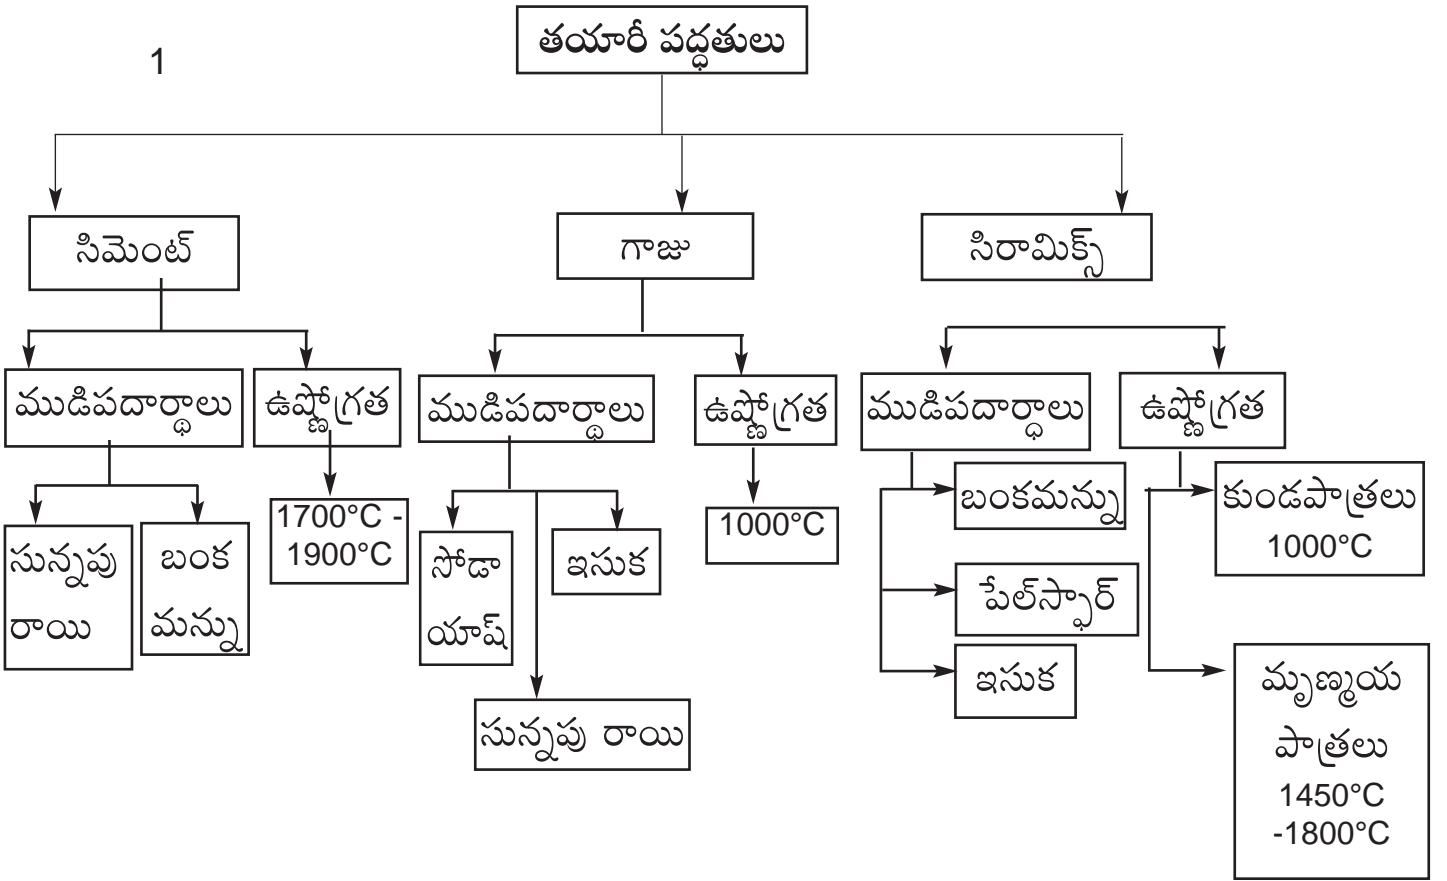 1
తయారీ పద్ధతులు
సిమెంట్
గాజు
సిరామిక్స్
ముడిపదార్థాలు
ఉష్ణోగ్రత
ముడిపదార్థాలు
ఉష్ణోగ్రత
ముడిపదార్ధాలు
ఉష్ణోగ్రత
సున్నపు
రాయి
బంక
మన్ను
1700°C -
1900°C
సోడా
యాష్
ఇసుక
సున్నపు రాయి
1000°C
బంకమన్ను
పేల్‌స్ఫార్
ఇసుక
కుండపాత్రలు
1000°C
మృణ్మయ
పాత్రలు
1450°C
-1800°C